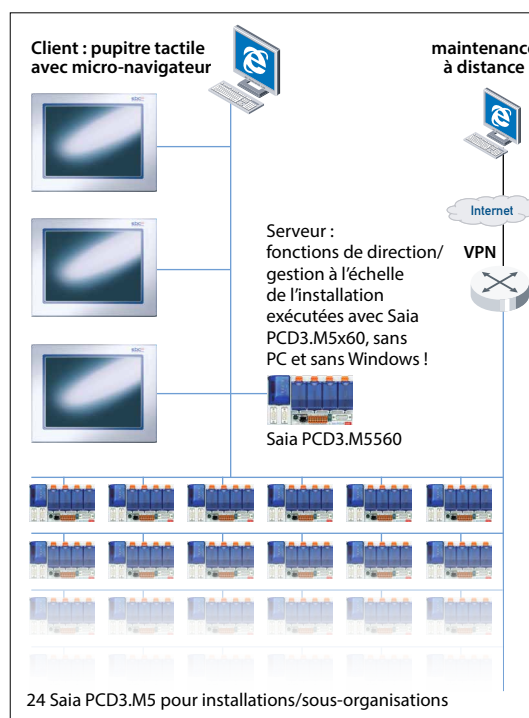 Client : pupitre tactile
avec micro-navigateur
maintenance
à distance
Internet
VPN
Serveur :
fonctions de direction/
gestion à l’échelle
de l’installation
exécutées avec Saia
PCD3.M5x60, sans
PC et sans Windows !
Saia PCD3.M5560
24 Saia PCD3.M5 pour installations/sous-organisations